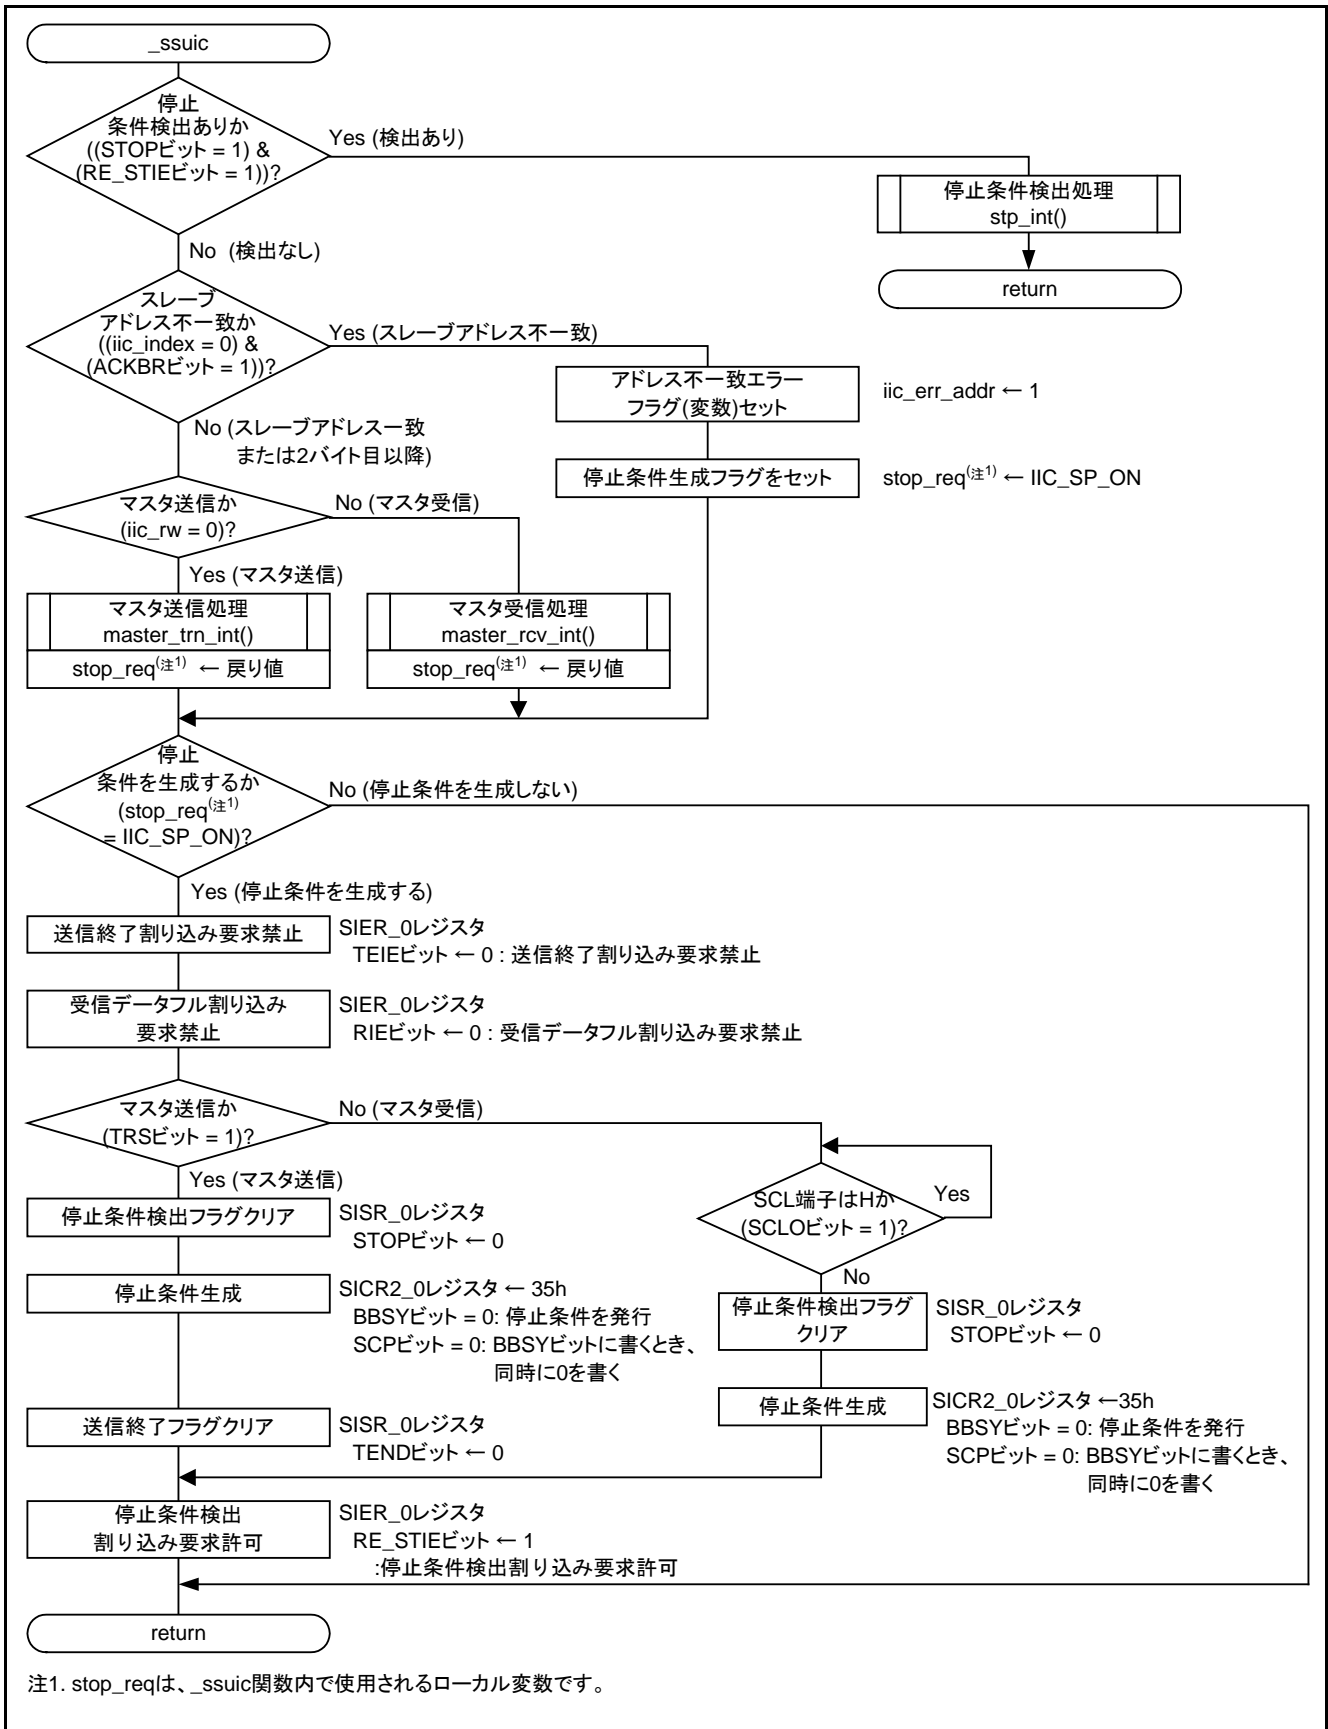 _ssuic
停止
条件検出ありか
((STOPビット = 1) &
(RE_STIEビット = 1))?
Yes (検出あり)
停止条件検出処理
stp_int()
return
No (検出なし)
スレーブ
アドレス不一致か
((iic_index = 0) &
(ACKBRビット = 1))?
Yes (スレーブアドレス不一致)
アドレス不一致エラー
フラグ(変数)セット
iic_err_addr ← 1
停止条件生成フラグをセット
stop_req(注1) ← IIC_SP_ON
No (スレーブアドレス一致
または2バイト目以降)
マスタ送信か
(iic_rw = 0)?
No (マスタ受信)
Yes (マスタ送信)
マスタ送信処理
master_trn_int()
stop_req(注1) ← 戻り値
マスタ受信処理
master_rcv_int()
stop_req(注1) ← 戻り値
停止
条件を生成するか
(stop_req(注1)
= IIC_SP_ON)?
No (停止条件を生成しない)
Yes (停止条件を生成する)
送信終了割り込み要求禁止
SIER_0レジスタ
TEIEビット ← 0 : 送信終了割り込み要求禁止
受信データフル割り込み
要求禁止
SIER_0レジスタ
RIEビット ← 0 : 受信データフル割り込み要求禁止
マスタ送信か
(TRSビット = 1)?
No (マスタ受信)
Yes (マスタ送信)
停止条件検出フラグクリア
SISR_0レジスタ
STOPビット ← 0
停止条件生成
SICR2_0レジスタ ← 35h
BBSYビット = 0: 停止条件を発行
SCPビット = 0: BBSYビットに書くとき、
同時に0を書く
送信終了フラグクリア
SISR_0レジスタ
TENDビット ← 0
SCL端子はHか
(SCLOビット = 1)?
Yes
No
停止条件検出フラグ
クリア
SISR_0レジスタ
STOPビット ← 0
停止条件生成
SICR2_0レジスタ ←35h
BBSYビット = 0: 停止条件を発行
SCPビット = 0: BBSYビットに書くとき、
同時に0を書く
停止条件検出
割り込み要求許可
SIER_0レジスタ
RE_STIEビット ← 1
:停止条件検出割り込み要求許可
return
注1. stop_reqは、_ssuic関数内で使用されるローカル変数です。